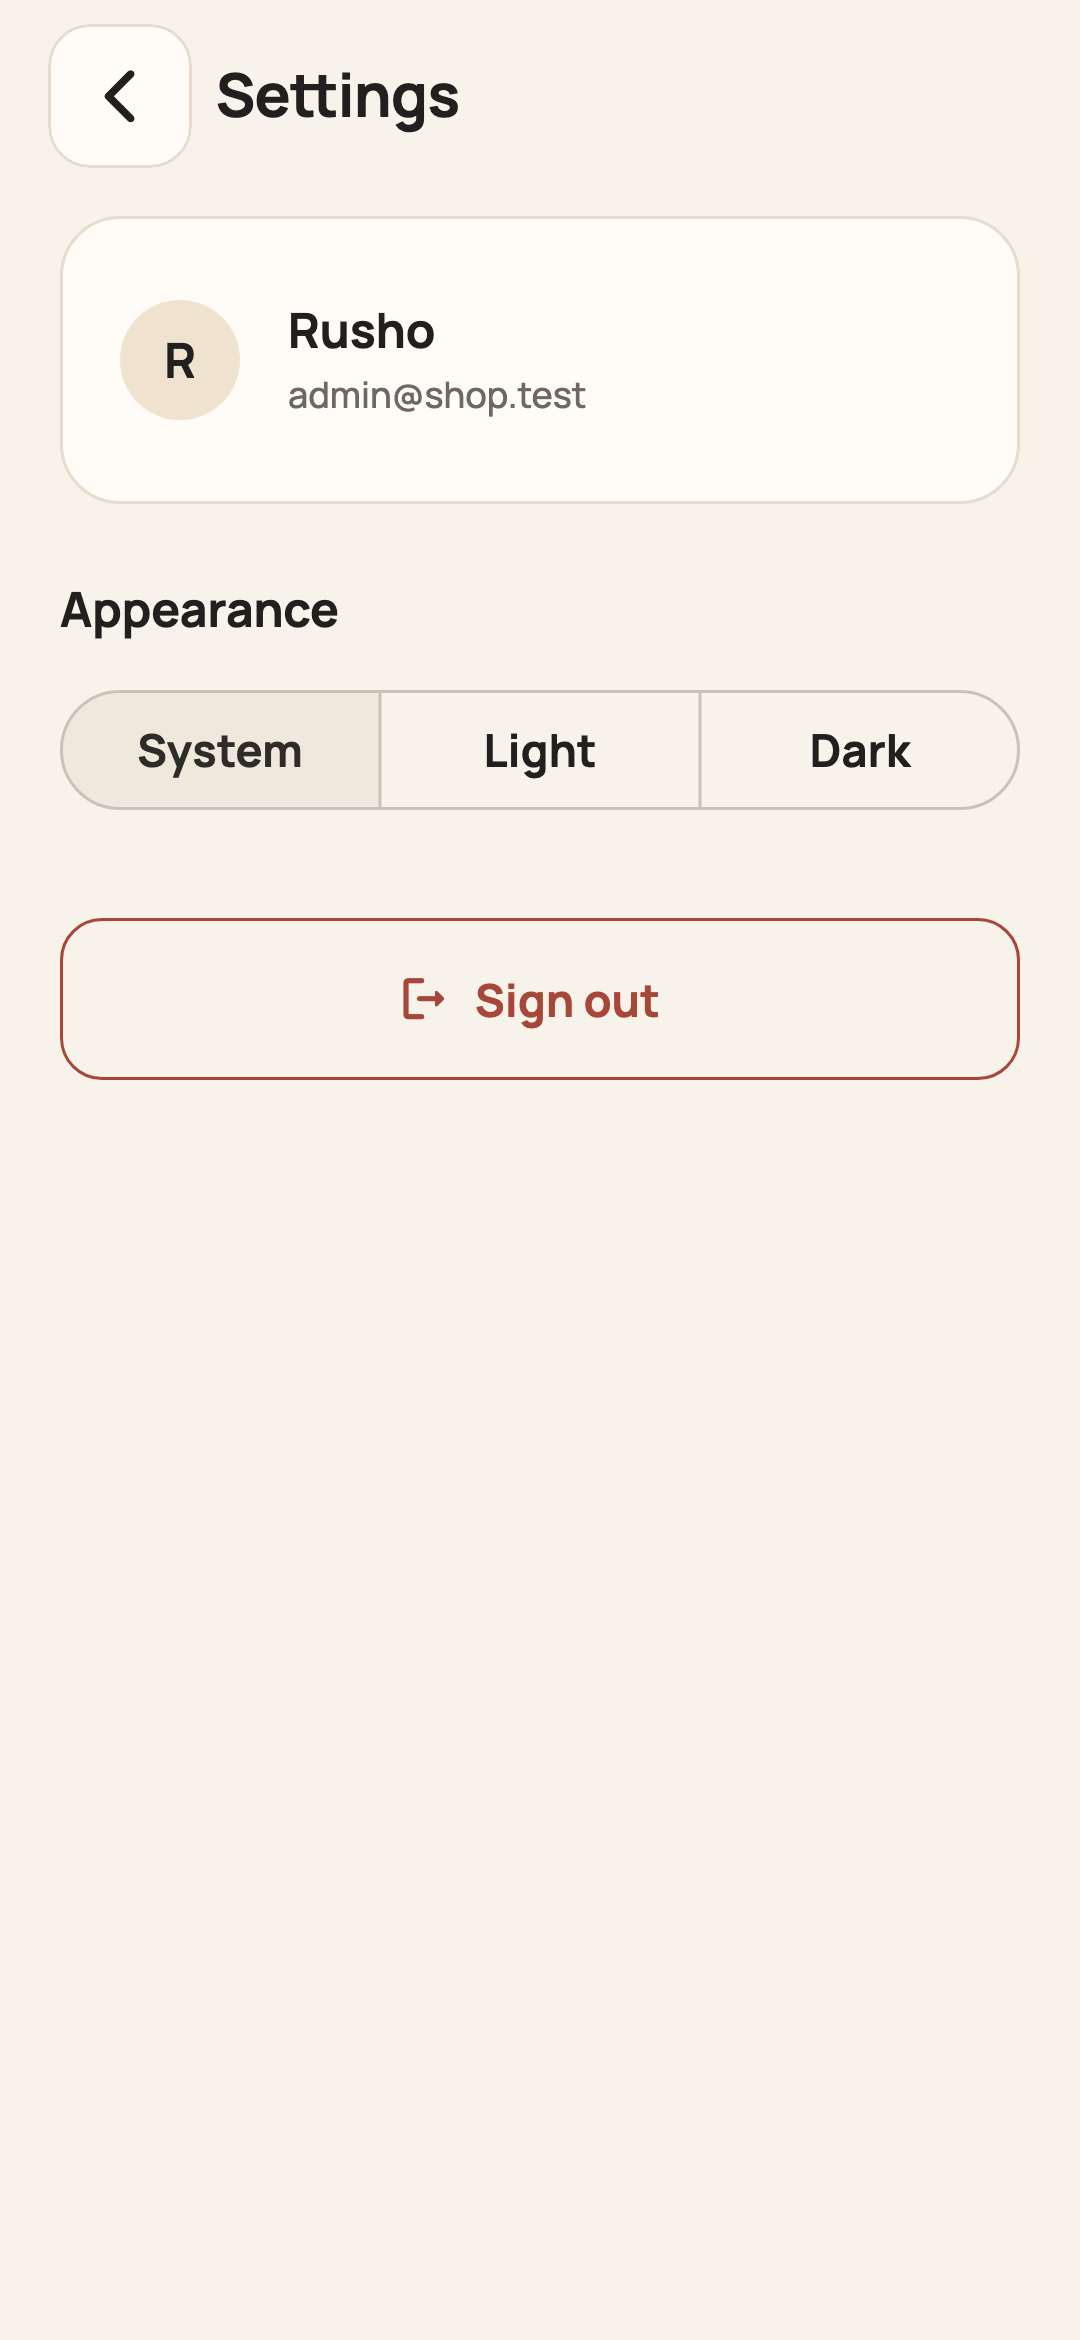 Settings
R
Rusho
admin@shop.test
Appearance
System
Light
Dark
Sign out